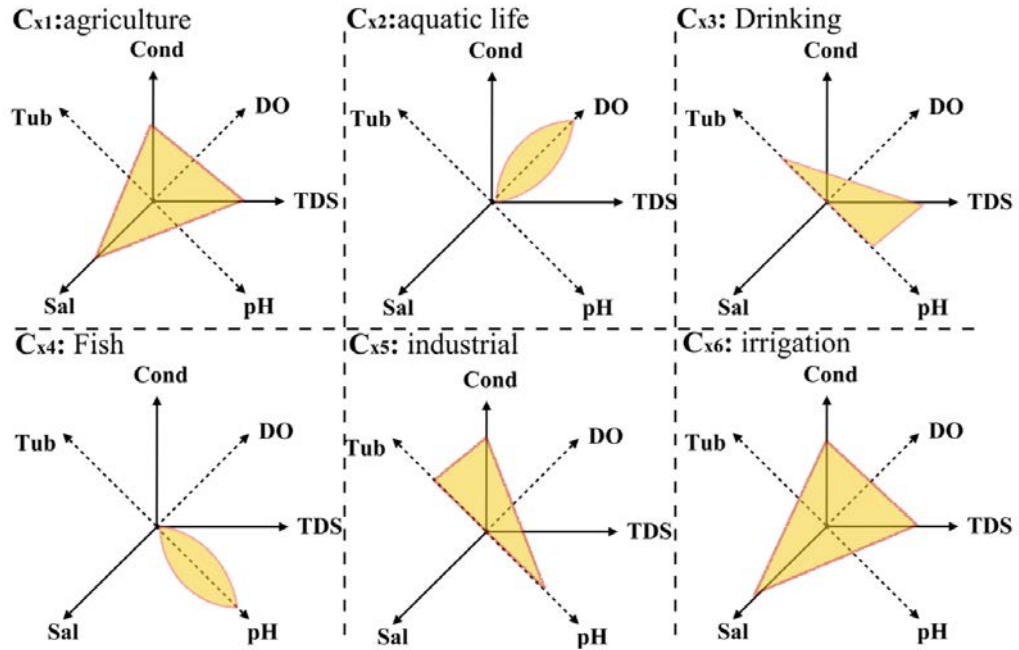 Cx1:agriculture
Cond
Tub
DO
TDS
Sal
pH
Cx2:aquatic life
Cond
Tub
DO
TDS
Sal
pH
Cx3: Drinking
Cond
Tub
DO
TDS
Sal
pH
Cx4: Fish
Cond
Tub
DO
TDS
Sal
pH
Cx5: industrial
Cond
Tub
DO
TDS
Sal
pH
Cx6: irrigation
Cond
Tub
DO
TDS
Sal
pH